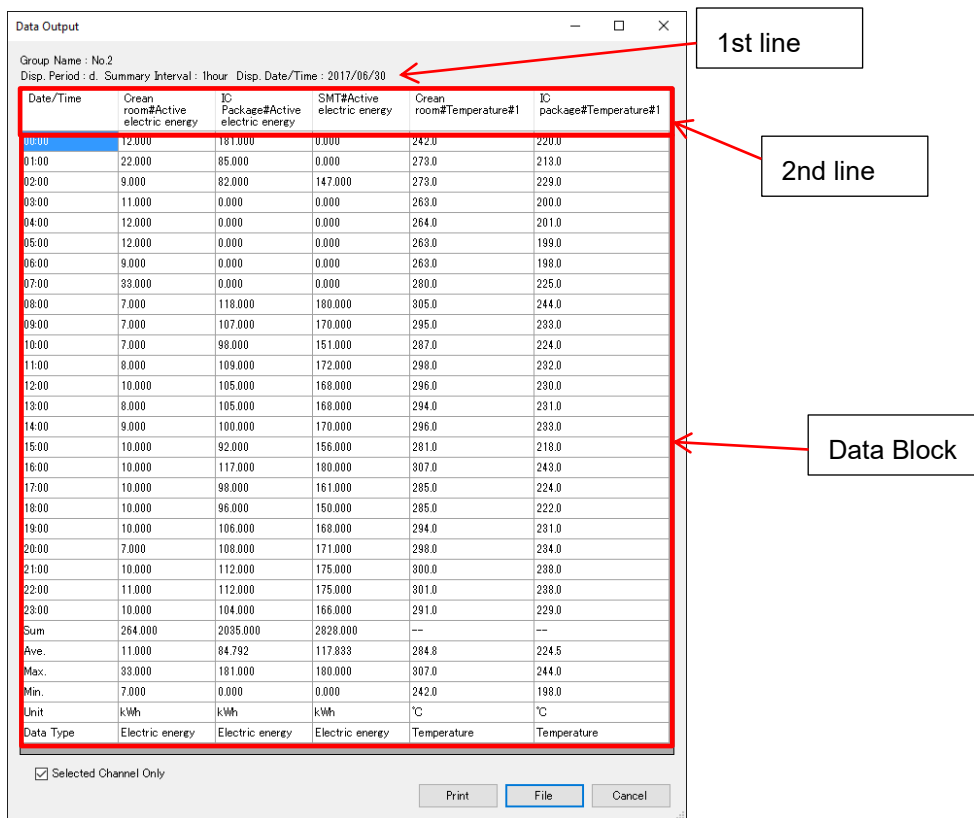 Data Output
1st line
Group Name : No.2
Disp. Period : d. Summary Interval : 1hour Disp. Date/Time : 2017/06/30
Date/Time Crean room#Active electric energy IC Package#Active electric energy SMT#Active electric energy Crean room#Temperature#1 IC package#Temperature#1
2nd line
00:00 12.000 181.000 0.000 242.0 220.0
01:00 22.000 85.000 0.000 273.0 213.0
02:00 9.000 82.000 147.000 273.0 229.0
03:00 11.000 0.000 0.000 263.0 200.0
04:00 12.000 0.000 0.000 264.0 201.0
05:00 12.000 0.000 0.000 263.0 199.0
06:00 9.000 0.000 0.000 263.0 198.0
07:00 33.000 0.000 0.000 280.0 225.0
08:00 7.000 118.000 180.000 305.0 244.0
09:00 7.000 107.000 170.000 295.0 233.0
10:00 7.000 98.000 151.000 287.0 224.0
11:00 8.000 109.000 172.000 298.0 232.0
12:00 10.000 105.000 168.000 296.0 230.0
13:00 8.000 105.000 168.000 294.0 231.0
14:00 9.000 100.000 170.000 296.0 233.0
15:00 10.000 92.000 156.000 281.0 218.0
Data Block
16:00 10.000 117.000 180.000 307.0 243.0
17:00 10.000 98.000 161.000 285.0 224.0
18:00 10.000 96.000 150.000 285.0 222.0
19:00 10.000 106.000 168.000 294.0 231.0
20:00 7.000 108.000 171.000 298.0 234.0
21:00 10.000 112.000 175.000 300.0 238.0
22:00 11.000 112.000 175.000 301.0 238.0
23:00 10.000 104.000 166.000 291.0 229.0
Sum 264.000 2035.000 2828.000 -- --
Ave. 11.000 84.792 117.833 284.8 224.5
Max. 33.000 181.000 180.000 307.0 244.0
Min. 7.000 0.000 0.000 242.0 198.0
Unit kWh kWh kWh ℃ ℃
Data Type Electric energy Electric energy Electric energy Temperature Temperature
Selected Channel Only
Print File Cancel